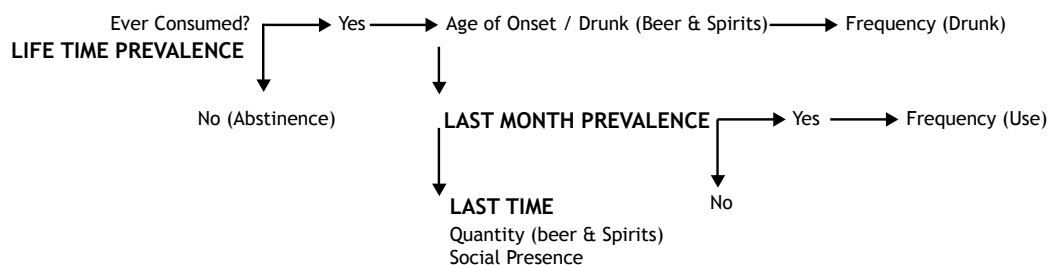 Ever Consumed?
Yes
Age of Onset / Drunk (Beer & Spirits)
Frequency (Drunk)
LIFE TIME PREVALENCE
No (Abstinence)
LAST MONTH PREVALENCE
Yes
Frequency (Use)
No
LAST TIME
Quantity (beer & Spirits)
Social Presence